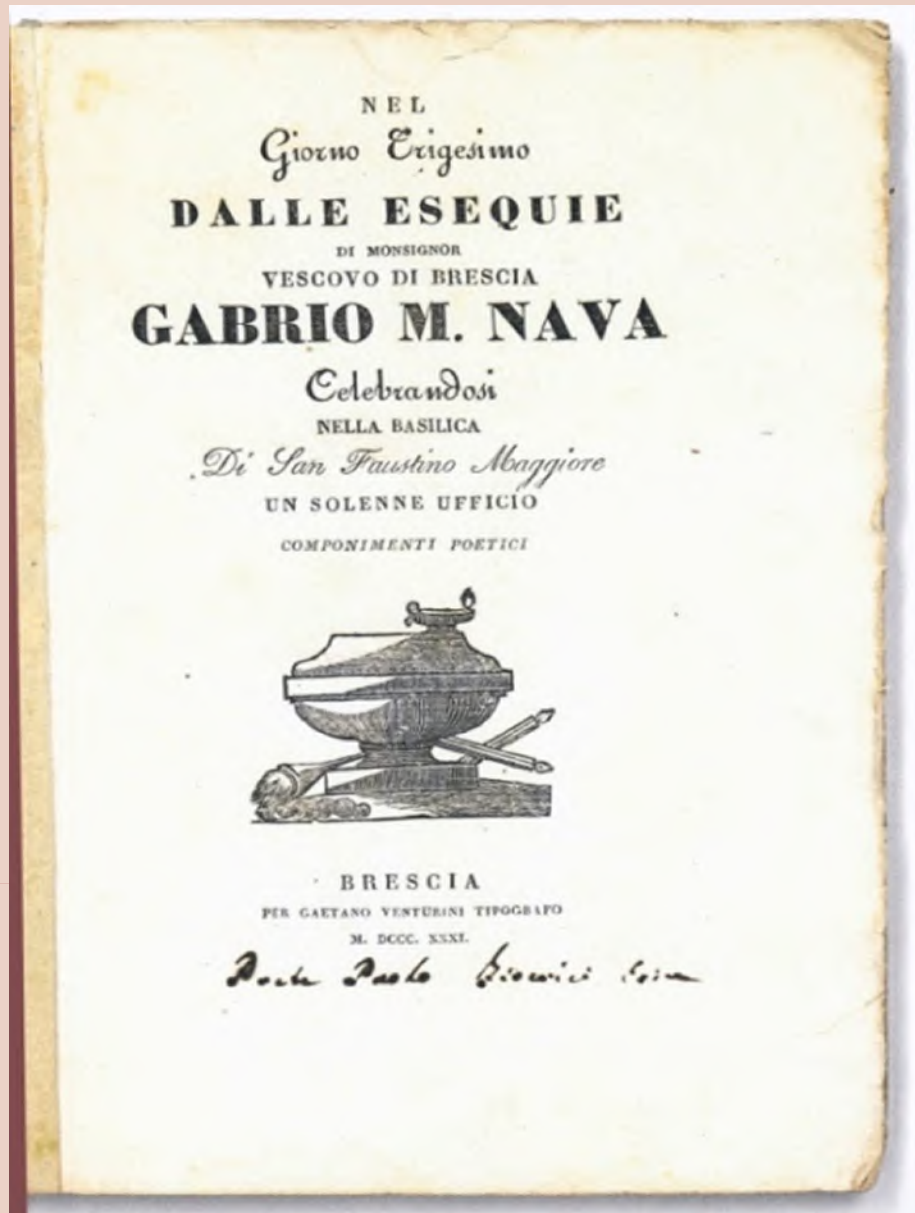 NEL
Giorno Trigesimo
DALLE ESEQUIE
DI MONSIGNOR
VESCOVO DI BRESCIA
GABRIO M. NAVA
Celebrandosi
NELLA BASILICA
Di San Faustino Maggiore
UN SOLENNE UFFICIO
COMPONIMENTI POETICI
BRESCIA
PER GAETANO VENTURINI TIPOGRAFO
M. DCCC. XXXI.
Paolo